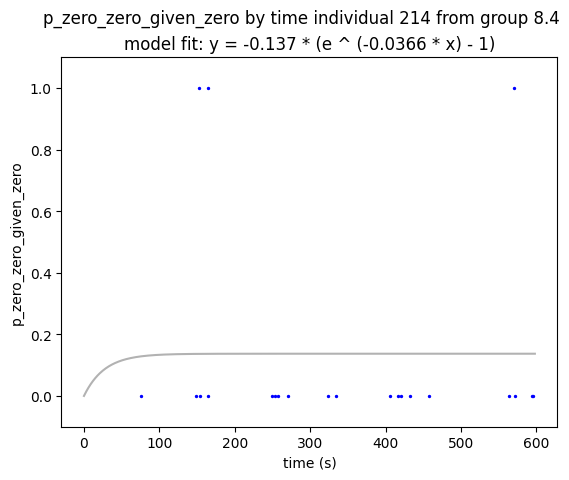 p_zero_zero_given_zero by time individual 214 from group 8.4
model fit: y = -0.137 * (e ^ (-0.0366 * x) - 1)
1.0
0.8
0.6
0.4
0.2
0.0
p_zero_zero_given_zero
0 100 200 300 400 500 600
time (s)